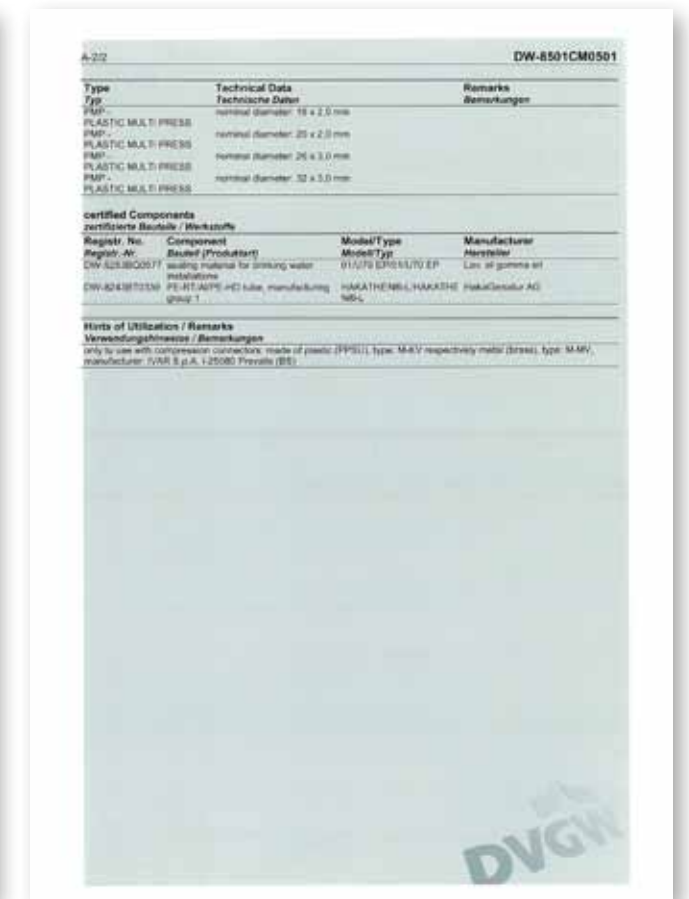 A-2/2 DW-8501CM0501
Type Technical Data Remarks
Typ Technische Daten Bemerkungen
PMP - nominal diameter: 16 x 2,0 mm
PLASTIC MULTI PRESS
PMP - nominal diameter: 20 x 2,0 mm
PLASTIC MULTI PRESS
PMP - nominal diameter: 26 x 3,0 mm
PLASTIC MULTI PRESS
PMP - nominal diameter: 32 x 3,0 mm
PLASTIC MULTI PRESS
certified Components
zertifizierte Bauteile / Werkstoffe
Registr. No. Component Model/Type Manufacturer
Registr.-Nr. Bauteil (Produktart) Modell/Typ Hersteller
sealing material for drinking water
installations
PE-RT/Al/PE-HD tube, manufacturing HakaGerodur AG
group 1
Hints of Utilization / Remarks
Verwendungshinweise / Bemerkungen
only to use with compression connectors: made of plastic (PPSU), type: M-KV respectively metal (brass), type: M-MV,
manufacturer: IVAR S.p.A. I-25080 Prevalle (BS)
DVGW